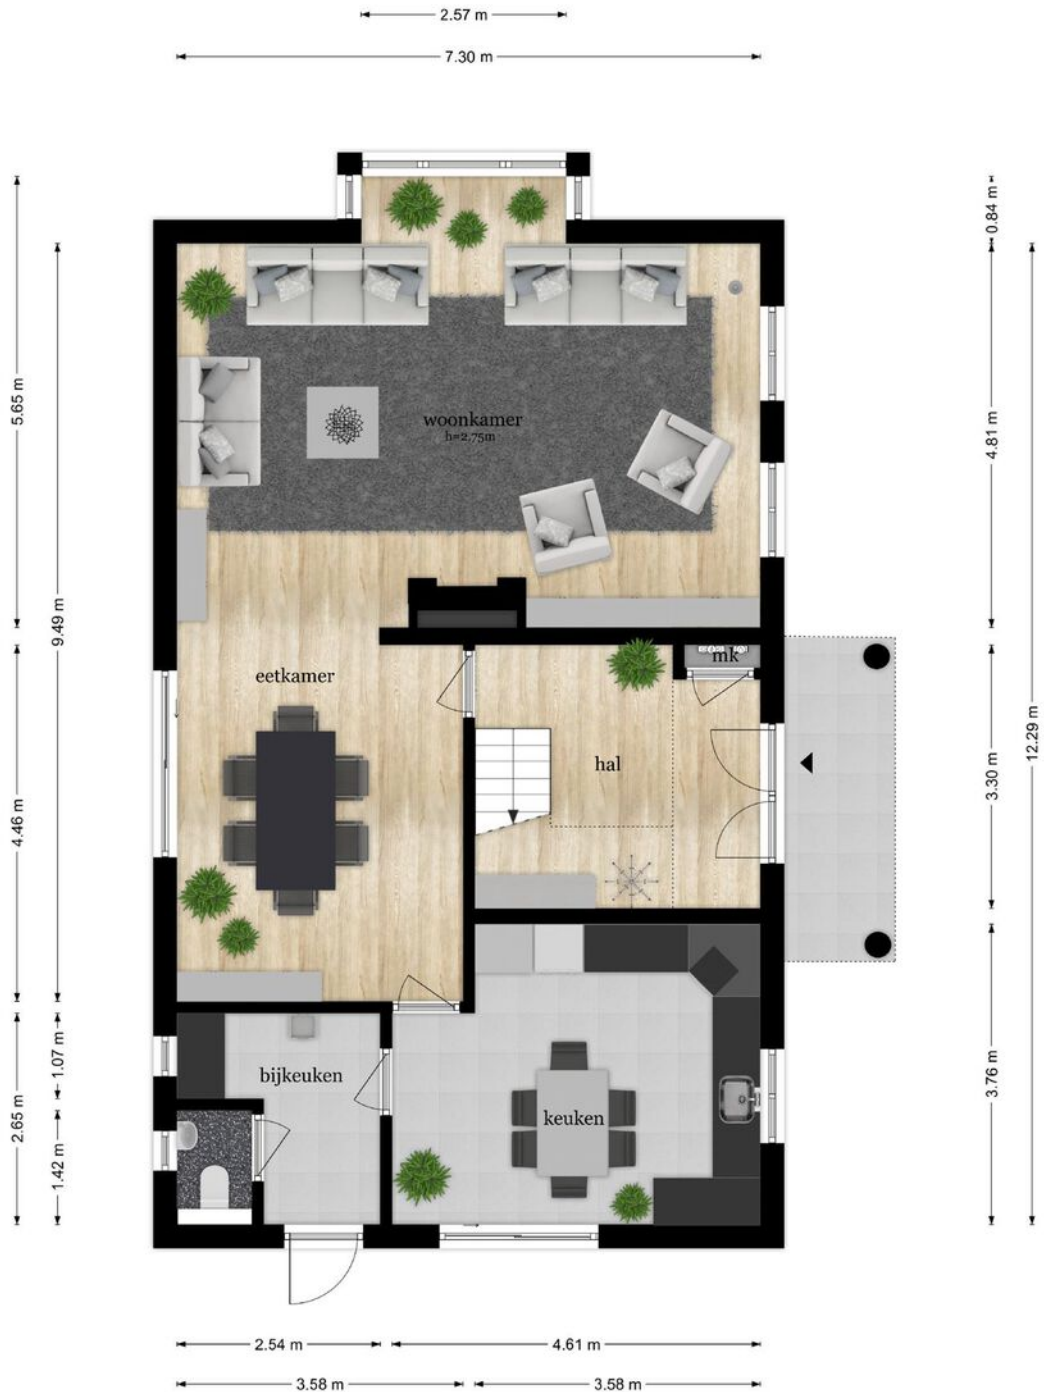 2.57 m
7.30 m
0.84 m
5.65 m
9.49 m
4.81 m
12.29 m
woonkamer
h=2.75m
eetkamer
mk
hal
4.46 m
3.30 m
bijkeuken
keuken
2.65 m
1.07 m
1.42 m
3.76 m
2.54 m
4.61 m
3.58 m
3.58 m